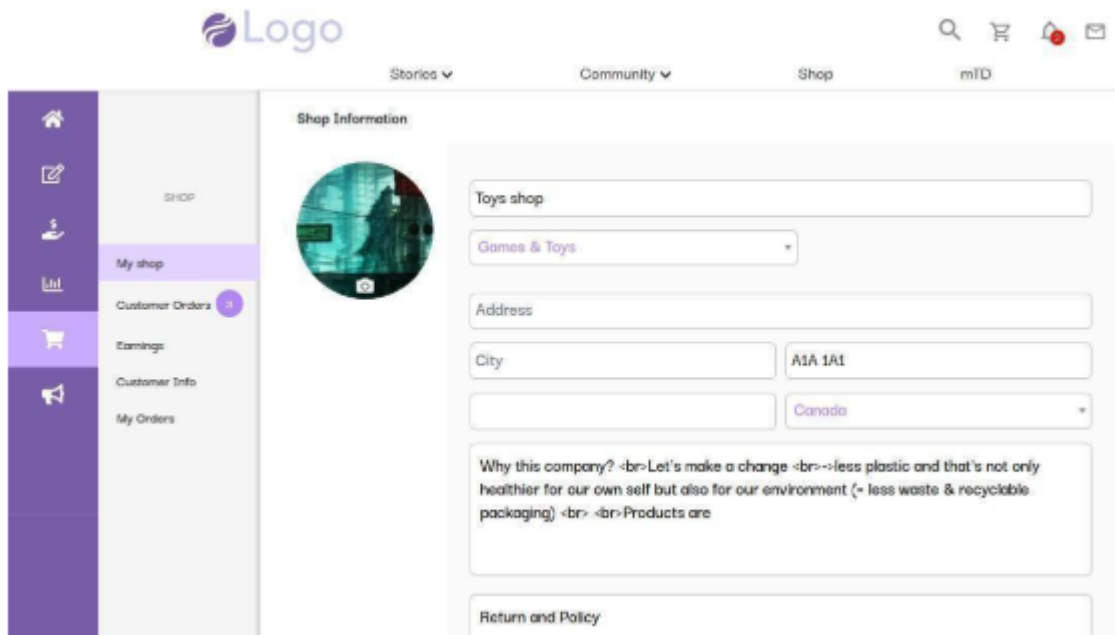 Logo
Stories Community Shop mTD
Shop Information
SHOP
My shop
Customer Orders
Earnings
Customer Info
My Orders
Toys shop
Games & Toys
Address
City A1A 1A1
Canada
Why this company? <br>Let's make a change <br>->less plastic and that's not only
healthier for our own self but also for our environment (= less waste & recyclable
packaging) <br> <br>Products are
Return and Policy